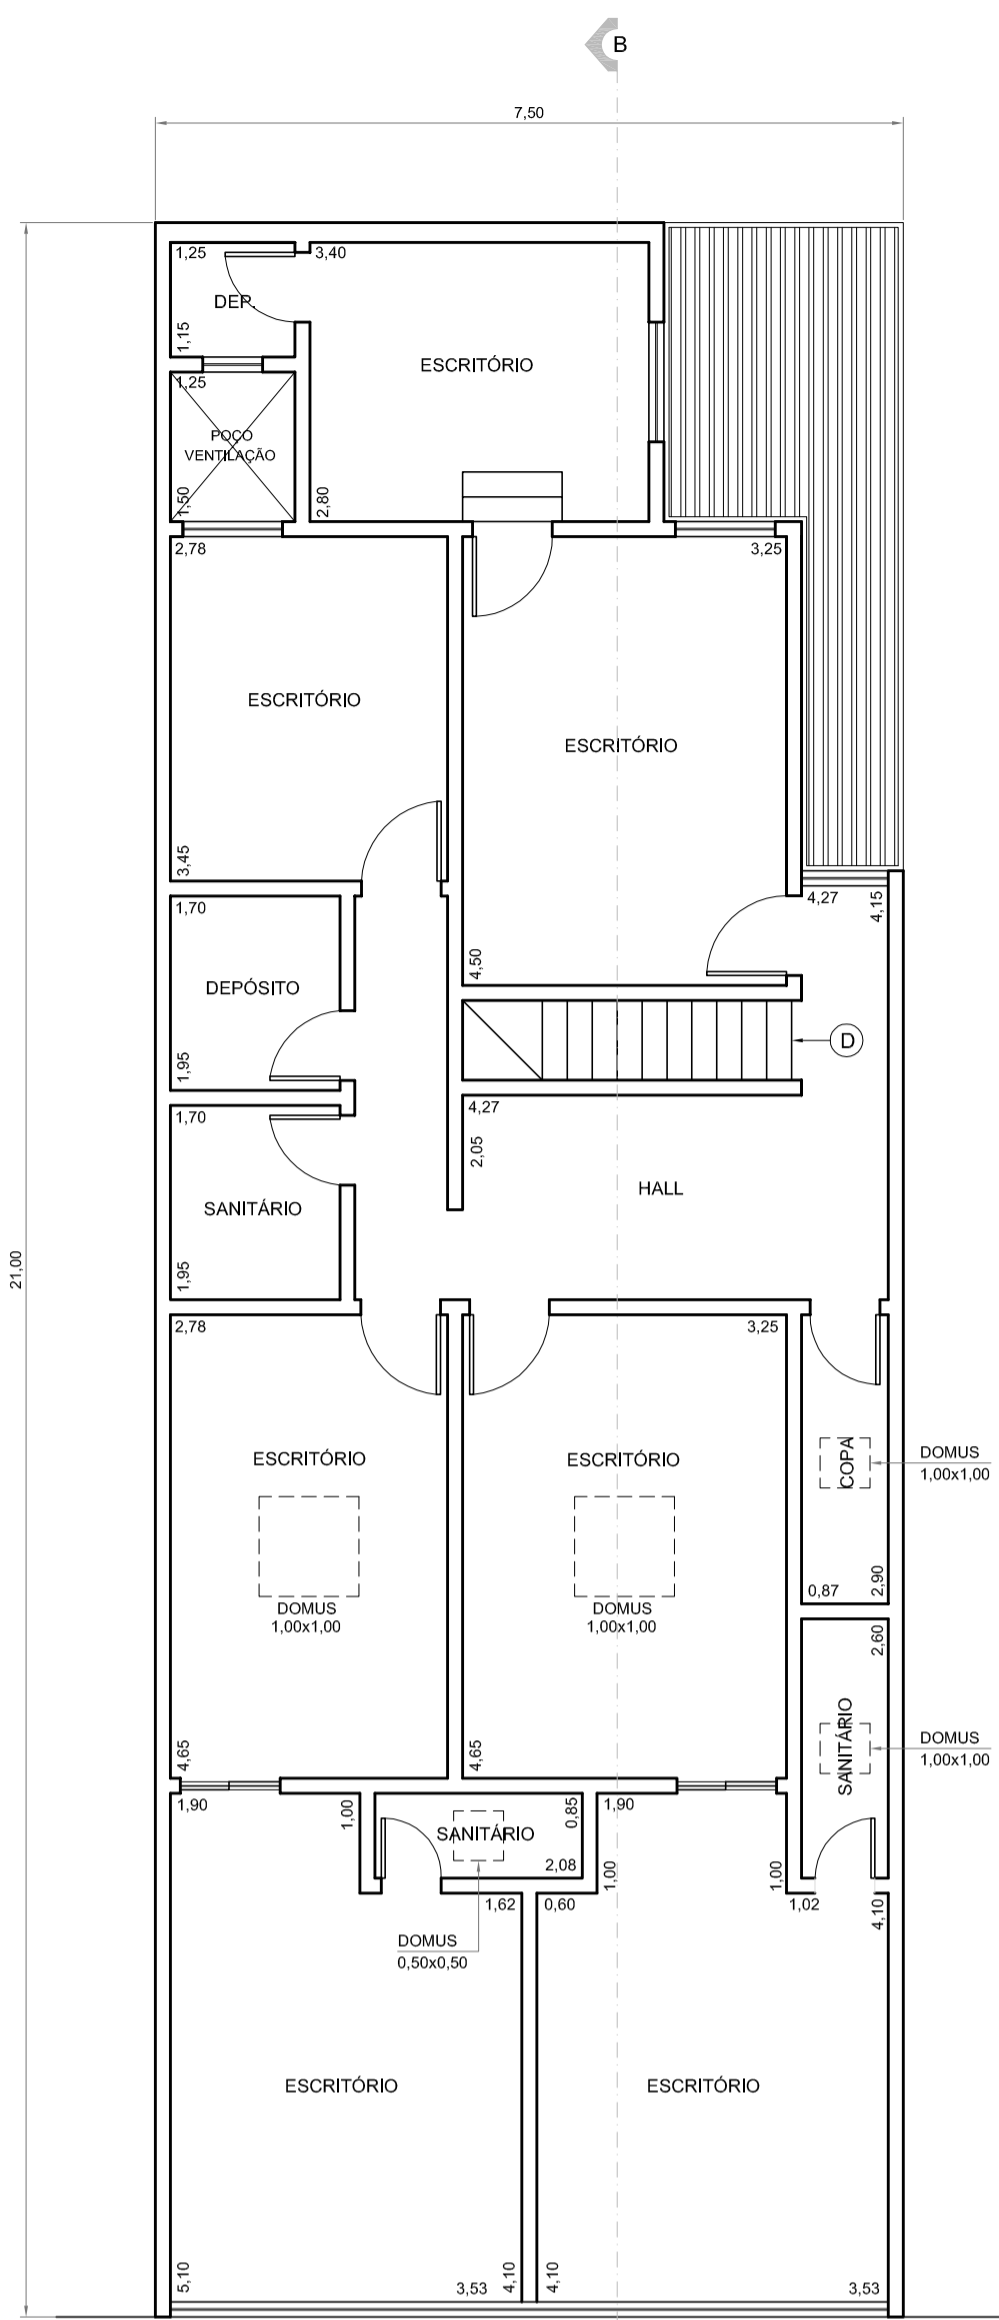 B
7,50
1,25
3,40
DEP.
1,15
ESCRITÓRIO
1,25
POÇO
VENTILAÇÃO
1,50
2,80
2,78
3,25
ESCRITÓRIO
ESCRITÓRIO
3,45
1,70
4,27
4,15
4,50
DEPÓSITO
D
1,95
1,70
4,27
2,05
HALL
SANITÁRIO
21,00
1,95
2,78
3,25
ESCRITÓRIO
ESCRITÓRIO
COPA
DOMUS
1,00x1,00
DOMUS
1,00x1,00
DOMUS
1,00x1,00
0,87
2,90
2,60
SANITÁRIO
DOMUS
1,00x1,00
4,65
4,65
1,90
1,00
SANITÁRIO
0,85
1,90
2,08
1,00
1,00
1,62
0,60
1,02
4,10
DOMUS
0,50x0,50
ESCRITÓRIO
ESCRITÓRIO
5,10
3,53
4,10
4,10
3,53